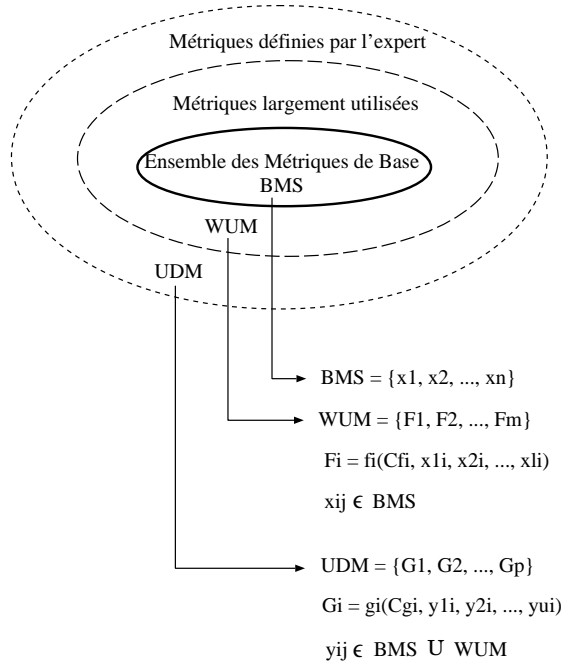 Métriques définies par l'expert
Métriques largement utilisées
Ensemble des Métriques de Base
BMS
WUM
UDM
BMS = {x1, x2, ..., xn}
WUM = {F1, F2, ..., Fm}
Fi = fi(Cfi, x1i, x2i, ..., xli)
xij ϵ BMS
UDM = {G1, G2, ..., Gp}
Gi = gi(Cgi, y1i, y2i, ..., yui)
yij ϵ BMS U WUM